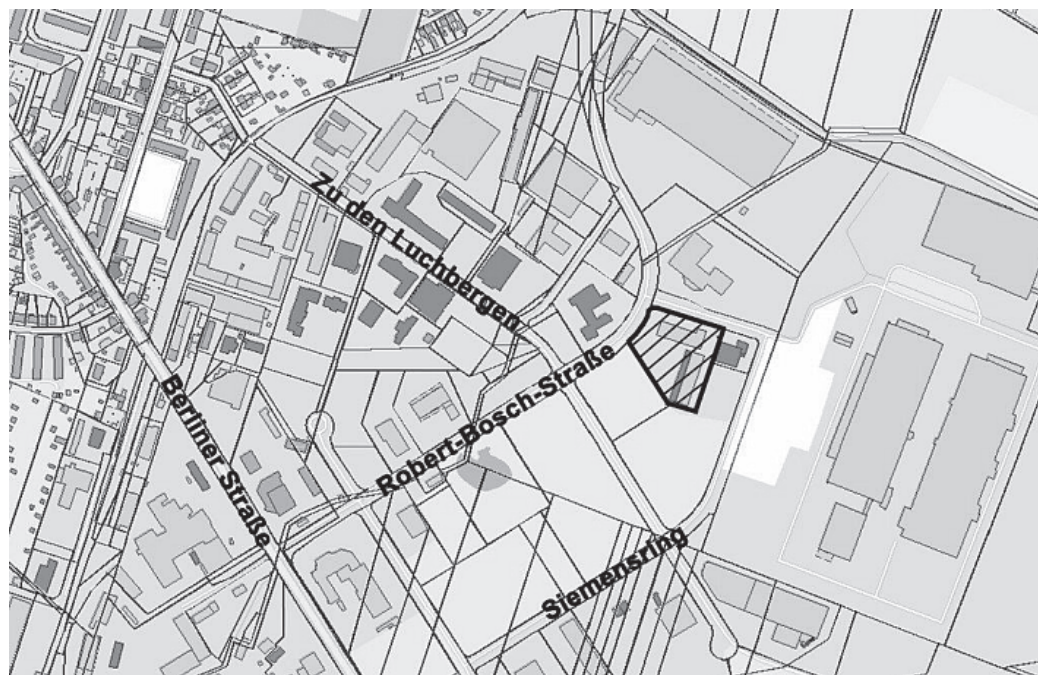 Zu den Luchbergen
Robert-Bosch-Straße
Berliner Straße
Siemensring